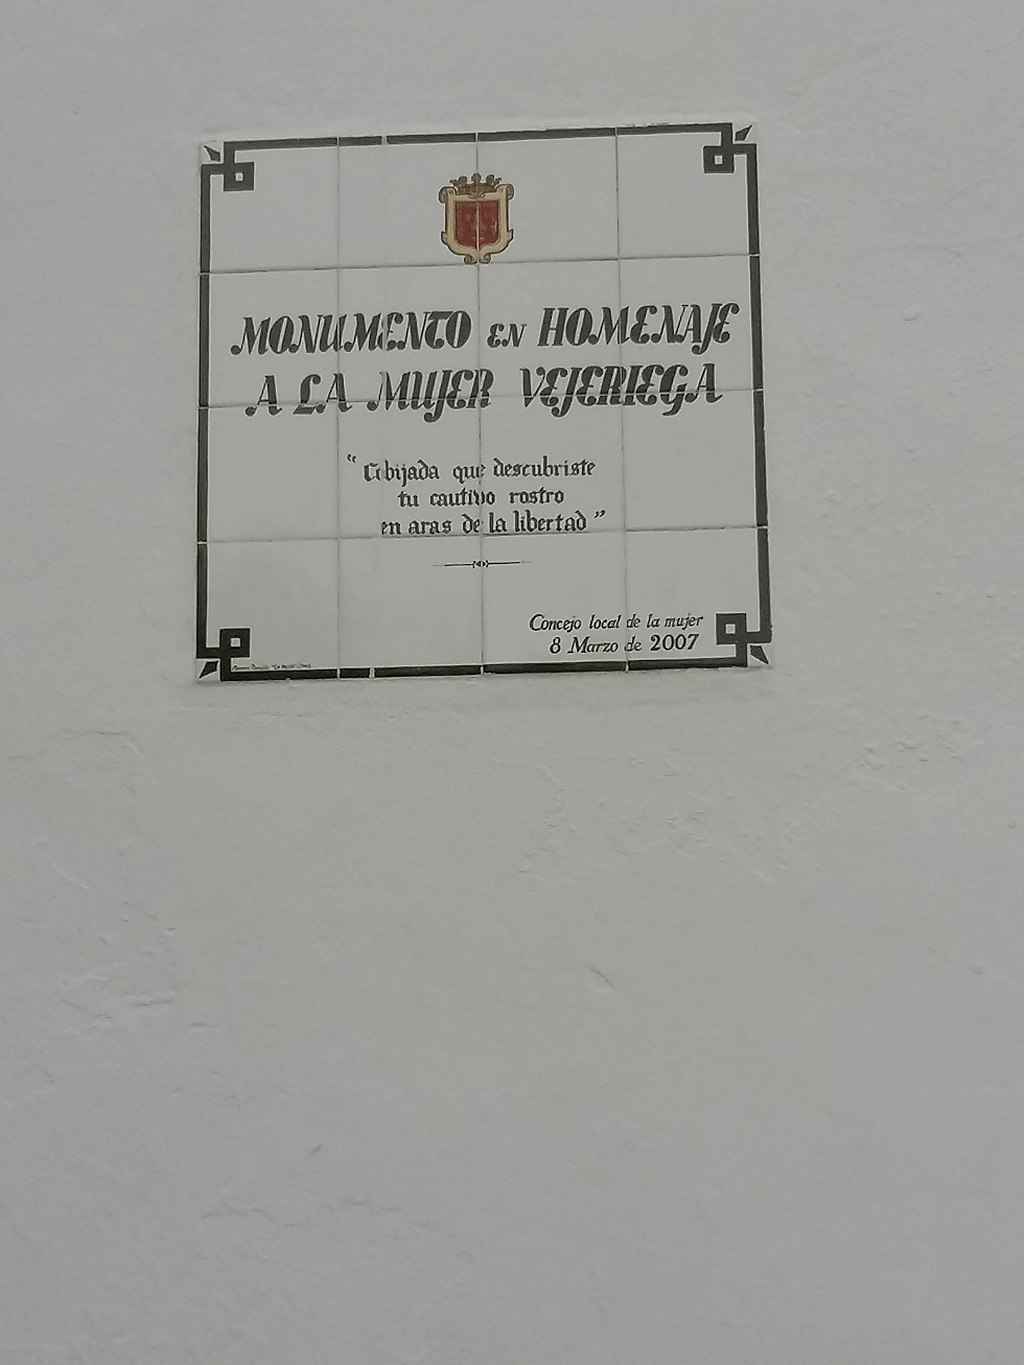 MONUMENTO EN HOMENAJE
A LA MUJER VEJERIEGA
“Cobijada que descubriste
tu cautivo rostro
en aras de la libertad”
Concejo local de la mujer
8 Marzo de 2007